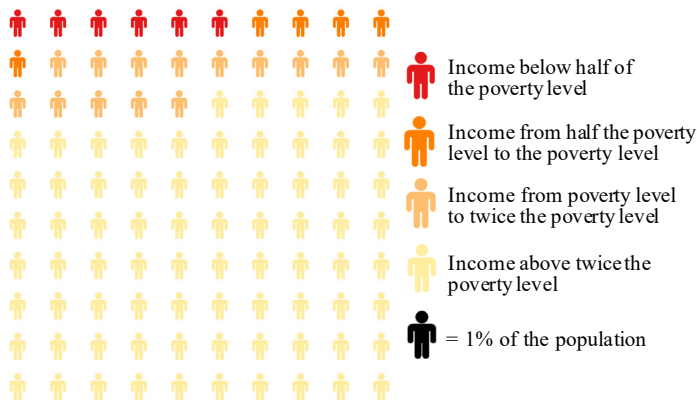 Income below half of
the poverty level
Income from half the poverty
level to the poverty level
Income from poverty level
to twice the poverty level
Income above twice the
poverty level
= 1% of the population